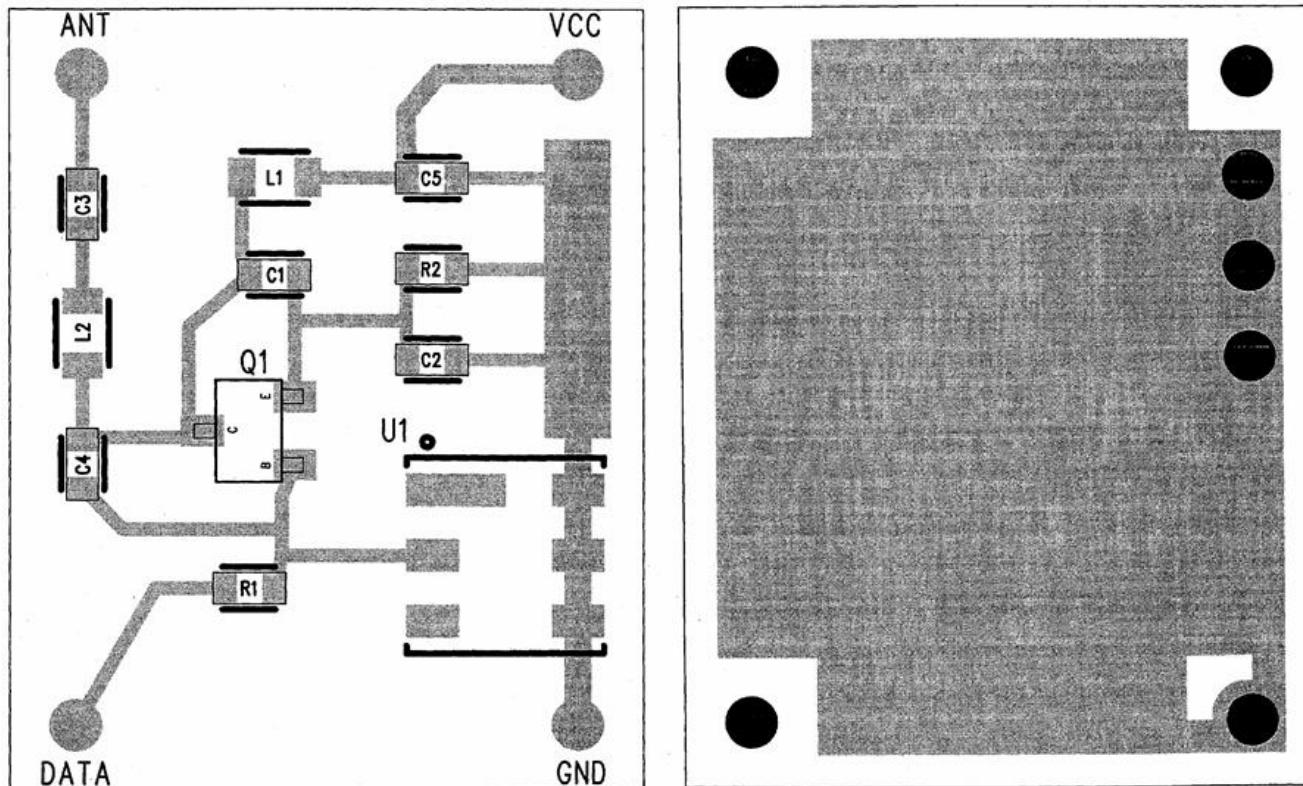 ANT VCC
L1 C5
C3
C1 R2
L2
C2
Q1
E
C
U1
C4 B
R1
DATA GND